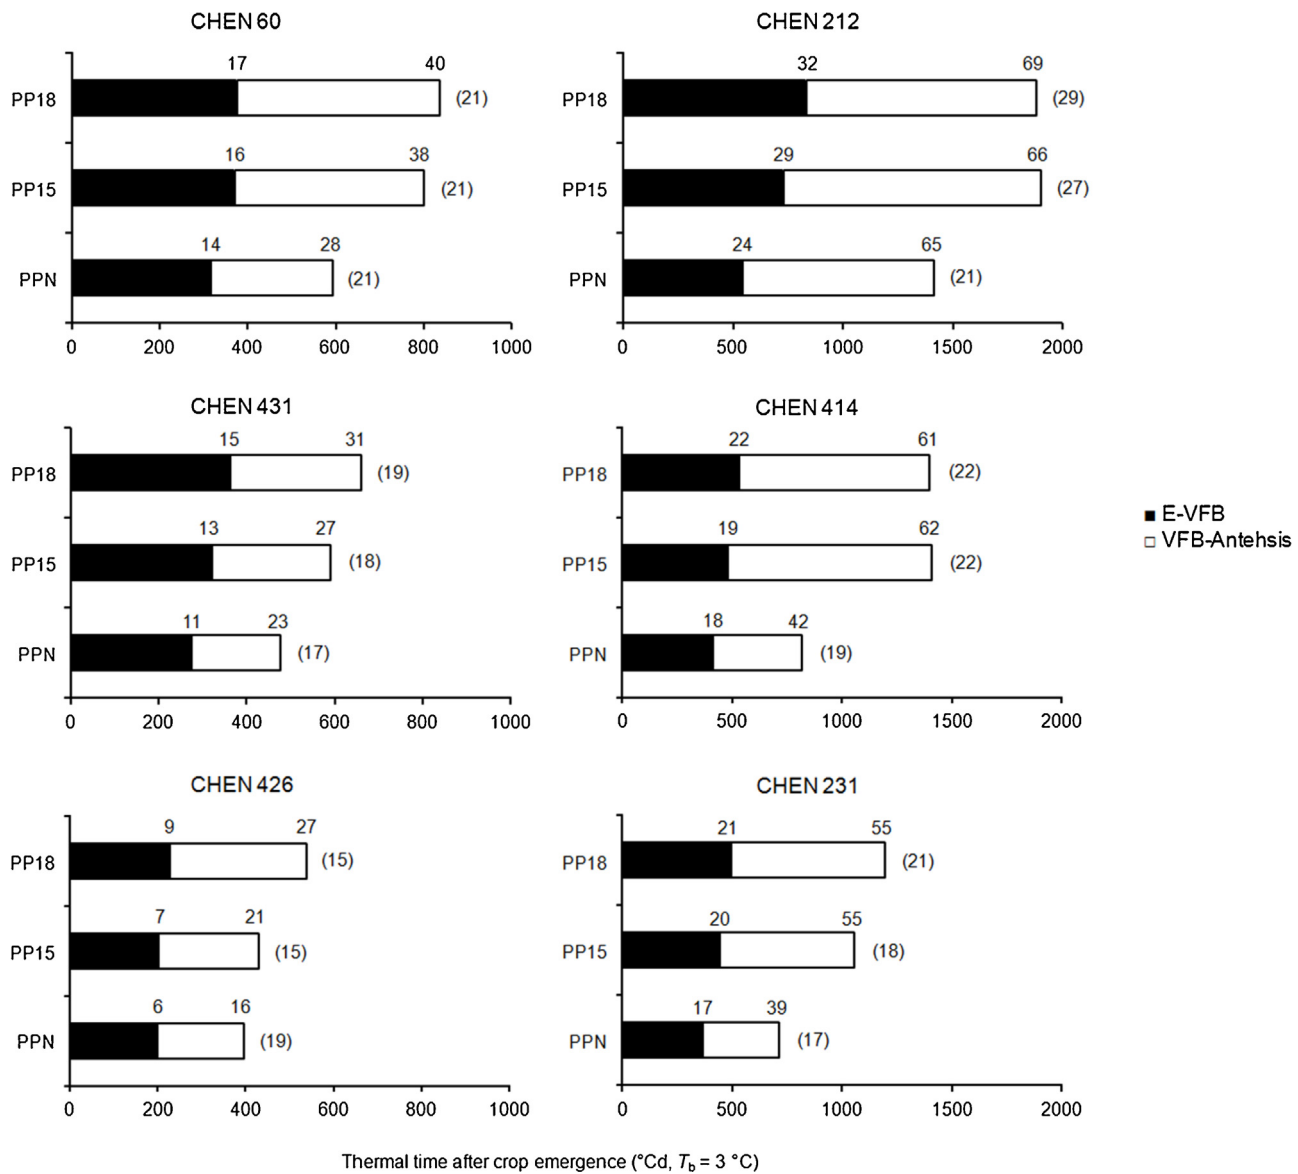 CHEN 60
17 40
PP18 (21)
16 38
PP15 (21)
14 28
PPN (21)
0 200 400 600 800 1000
CHEN 212
32 69
PP18 (29)
29 66
PP15 (27)
24 65
PPN (21)
0 500 1000 1500 2000
CHEN 431
15 31
PP18 (19)
13 27
PP15 (18)
11 23
PPN (17)
0 200 400 600 800 1000
CHEN 414
22 61
PP18 (22)
19 62
PP15 (22)
18 42
PPN (19)
0 500 1000 1500 2000
E-VFB
VFB-Antehsis
CHEN 426
9 27
PP18 (15)
7 21
PP15 (15)
6 16
PPN (19)
0 200 400 600 800 1000
CHEN 231
21 55
PP18 (21)
20 55
PP15 (18)
17 39
PPN (17)
0 500 1000 1500 2000
Thermal time after crop emergence (°Cd, Tb = 3 °C)